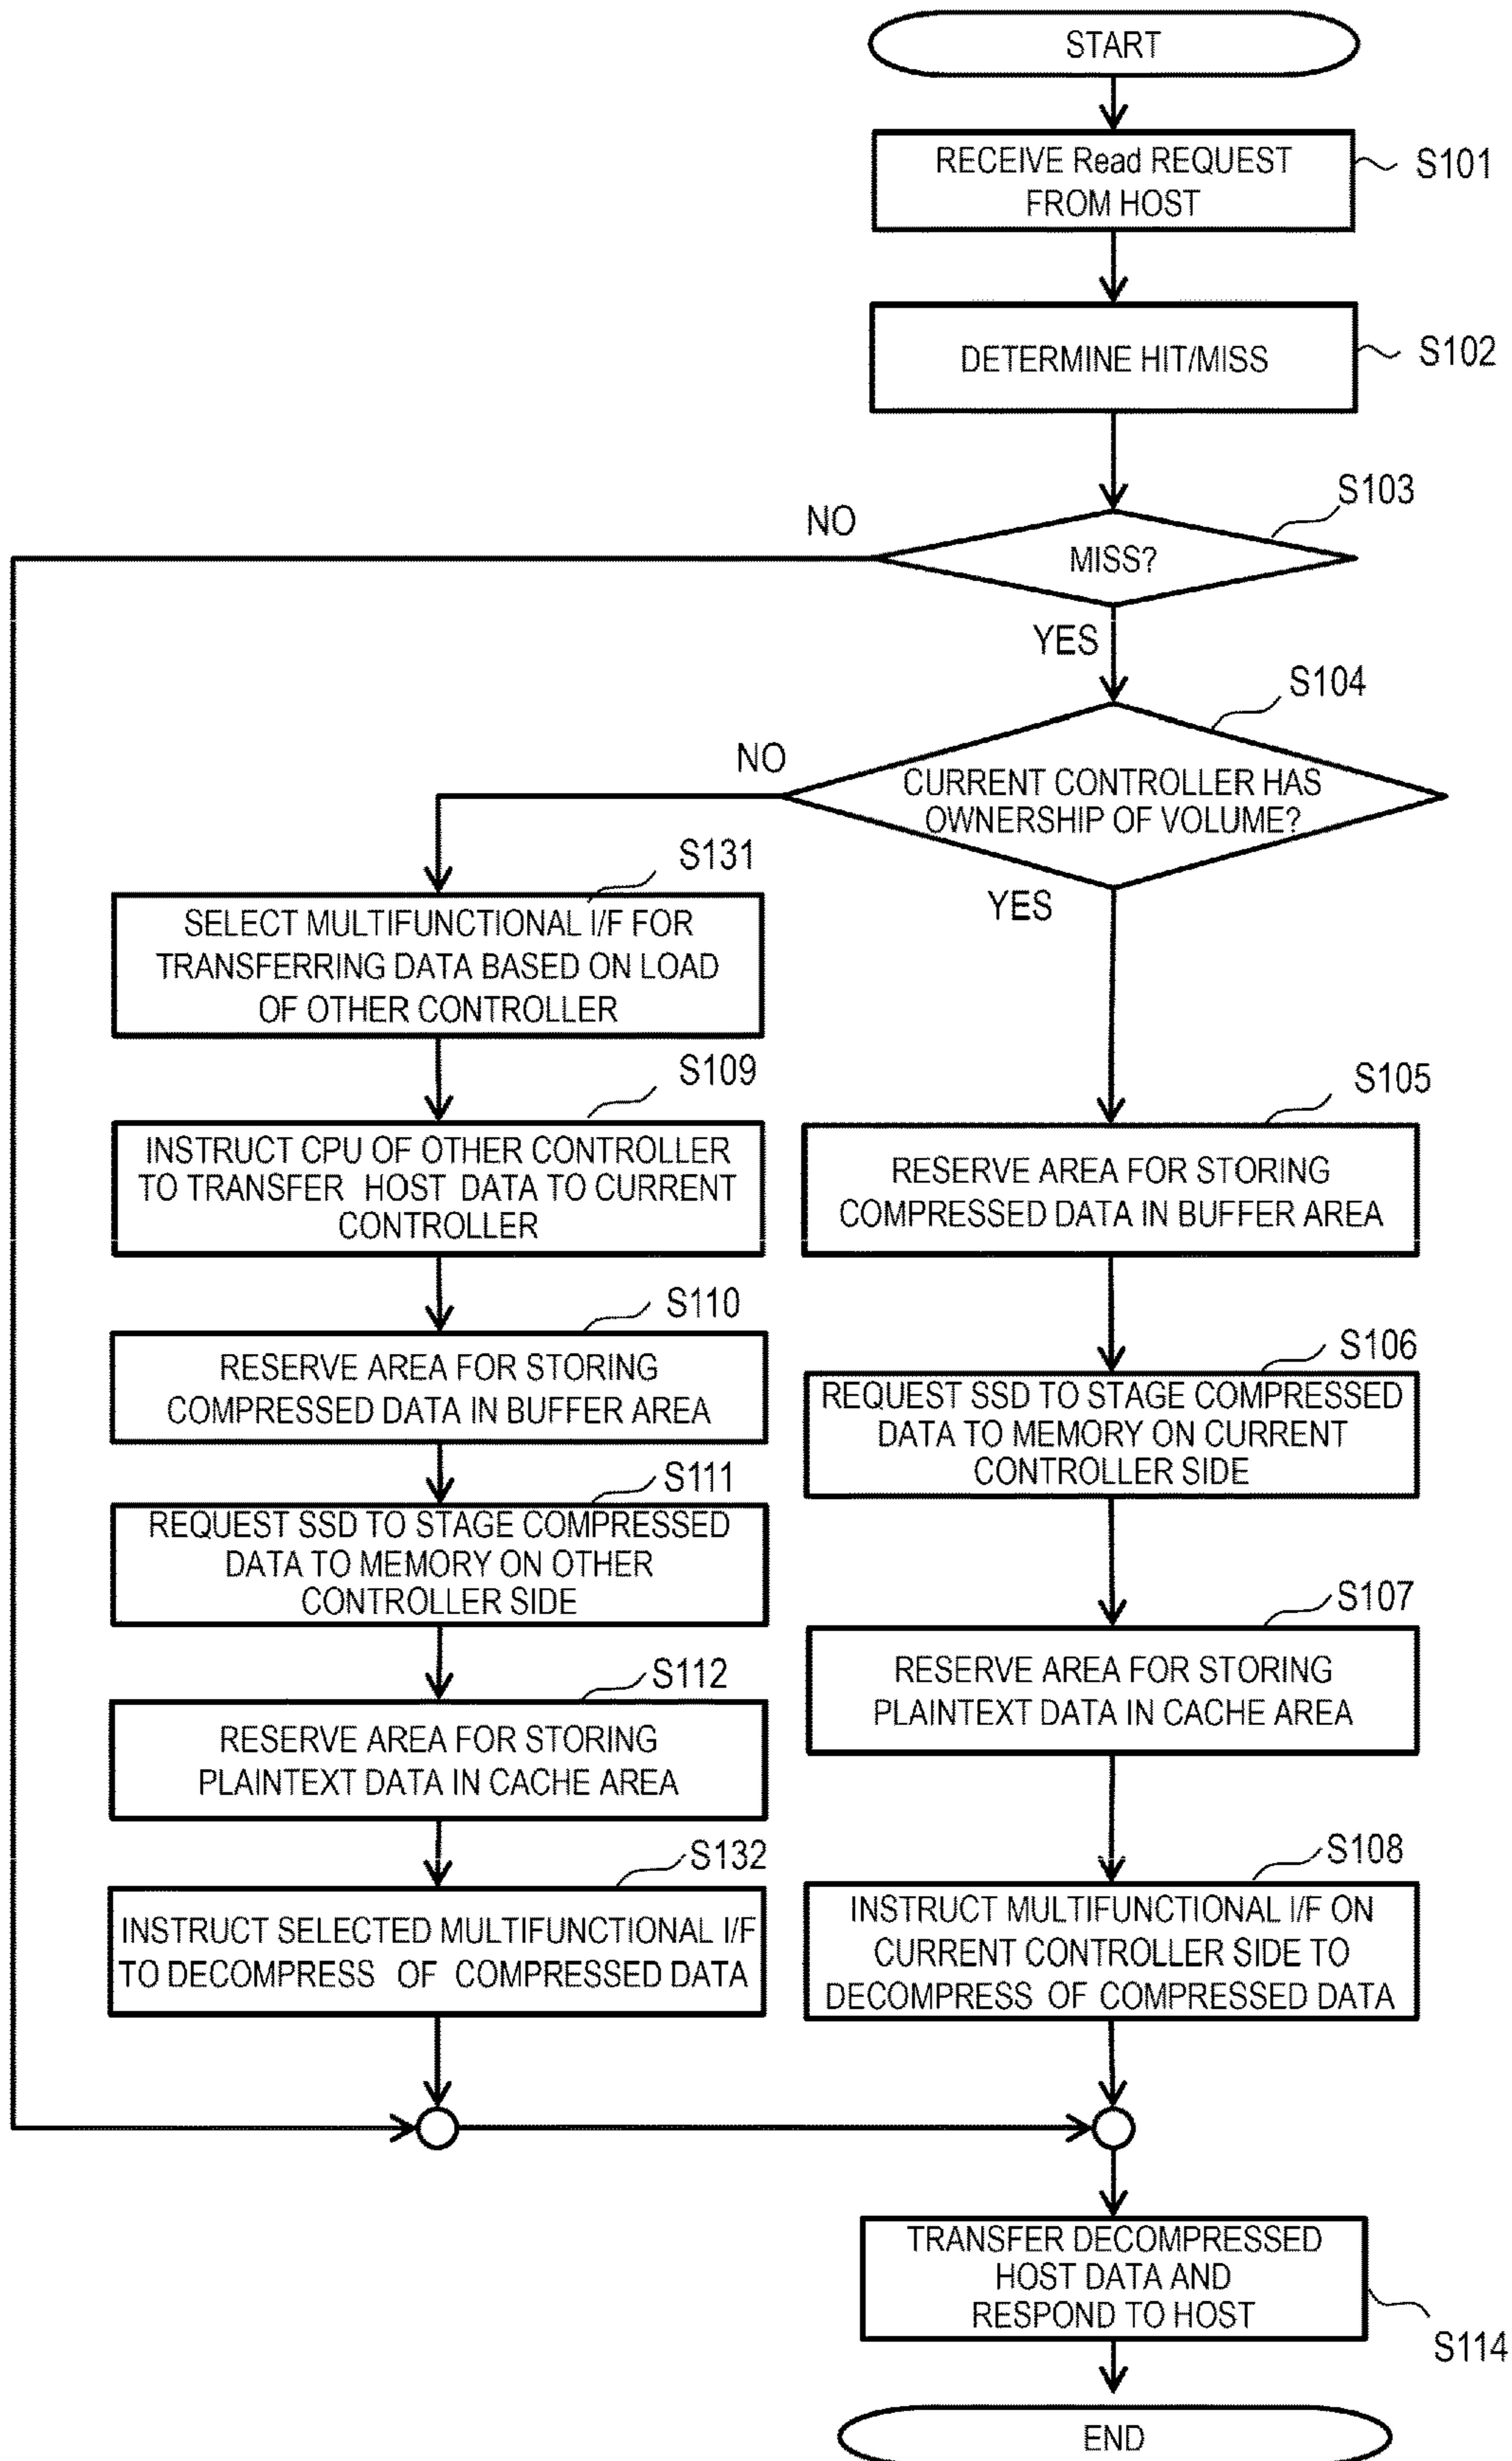 START
RECEIVE Read REQUEST
FROM HOST
S101
DETERMINE HIT/MISS
S102
S103
NO
MISS?
YES
S104
NO
CURRENT CONTROLLER HAS
OWNERSHIP OF VOLUME?
YES
S131
SELECT MULTIFUNCTIONAL I/F FOR
TRANSFERRING DATA BASED ON LOAD
OF OTHER CONTROLLER
S109
INSTRUCT CPU OF OTHER CONTROLLER
TO TRANSFER HOST DATA TO CURRENT
CONTROLLER
S110
RESERVE AREA FOR STORING
COMPRESSED DATA IN BUFFER AREA
S111
REQUEST SSD TO STAGE COMPRESSED
DATA TO MEMORY ON OTHER
CONTROLLER SIDE
S112
RESERVE AREA FOR STORING
PLAINTEXT DATA IN CACHE AREA
S132
INSTRUCT SELECTED MULTIFUNCTIONAL I/F
TO DECOMPRESS OF COMPRESSED DATA
S105
RESERVE AREA FOR STORING
COMPRESSED DATA IN BUFFER AREA
S106
REQUEST SSD TO STAGE COMPRESSED
DATA TO MEMORY ON CURRENT
CONTROLLER SIDE
S107
RESERVE AREA FOR STORING
PLAINTEXT DATA IN CACHE AREA
S108
INSTRUCT MULTIFUNCTIONAL I/F ON
CURRENT CONTROLLER SIDE TO
DECOMPRESS OF COMPRESSED DATA
TRANSFER DECOMPRESSED
HOST DATA AND
RESPOND TO HOST
S114
END